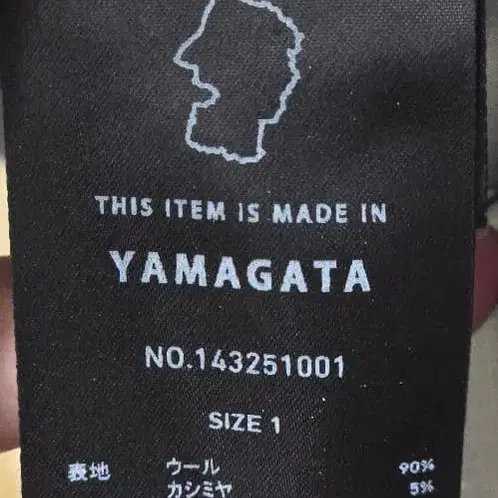 THIS ITEM IS MADE IN
YAMAGATA
NO.143251001
SIZE 1
表地 ウール 90%
カシミヤ 5%